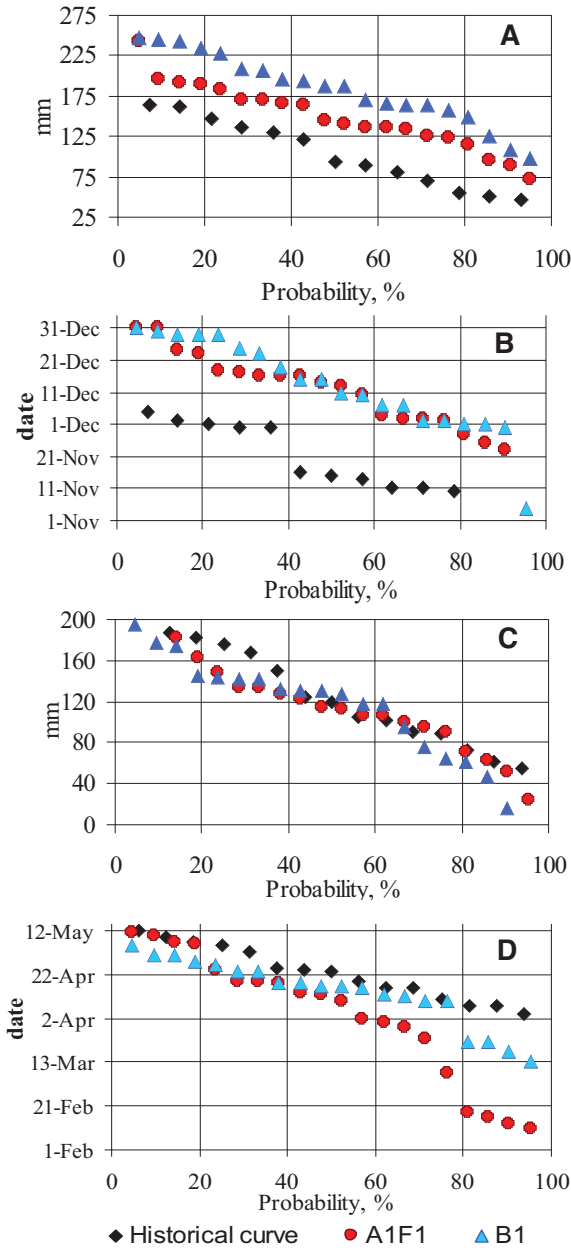 A
275
225
175
125
75
25
mm
0 20 40 60 80 100
Probability, %
B
31-Dec
21-Dec
11-Dec
1-Dec
21-Nov
11-Nov
1-Nov
date
0 20 40 60 80 100
Probability, %
C
200
160
120
80
40
0
mm
0 20 40 60 80 100
Probability, %
D
12-May
22-Apr
2-Apr
13-Mar
21-Feb
1-Feb
date
0 20 40 60 80 100
Probability, %
Historical curve A1F1 B1